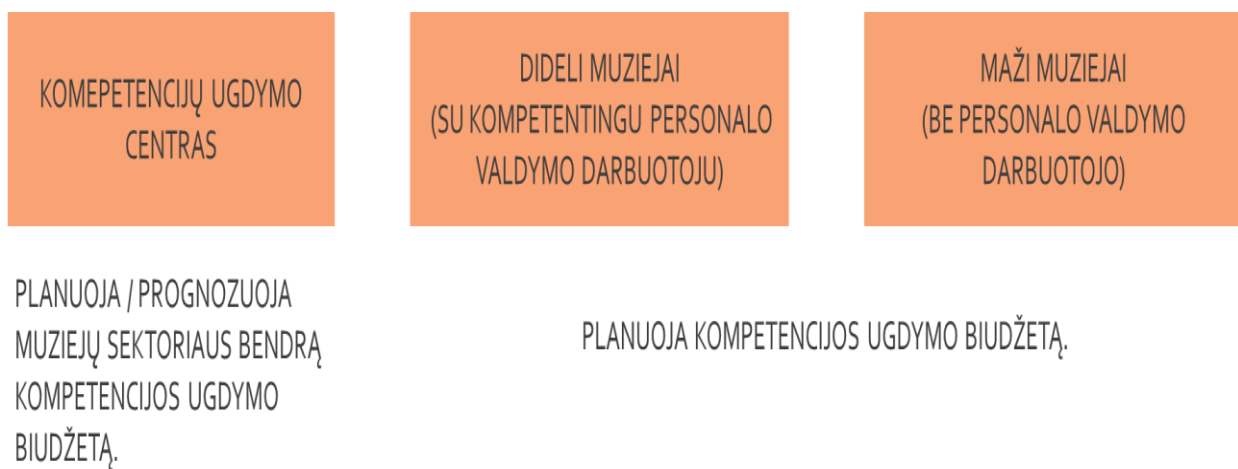 KOMEPETENCIJŲ UGDYMO
CENTRAS
DIDELI MUZIEJAI
(SU KOMPETENTINGU PERSONALO
VALDYMO DARBUOTOJU)
MAŽI MUZIEJAI
(BE PERSONALO VALDYMO
DARBUOTOJO)
PLANUOJA / PROGNOZUOJA
MUZIEJŲ SEKTORIAUS BENDRĄ
KOMPETENCIJOS UGDYMO
BIUDŽETĄ.
PLANUOJA KOMPETENCIJOS UGDYMO BIUDŽETĄ.